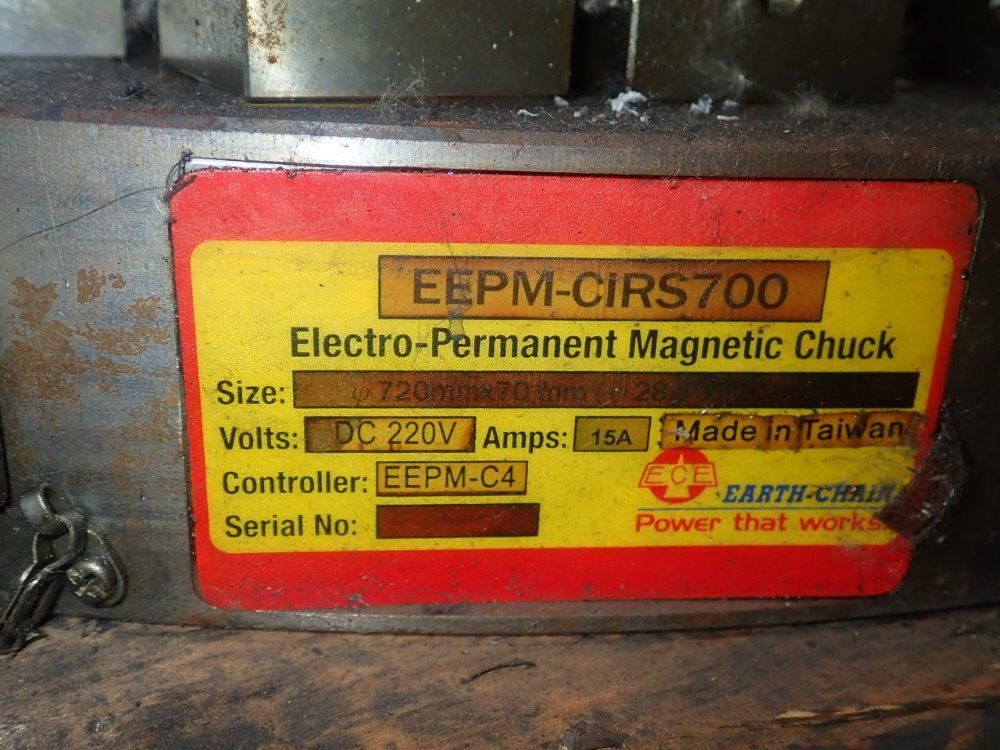 EEPM-CIRS700
Electro-Permanent Magnetic Chuck
Size: φ 720mmx70
Volts: DC 220V Amps: 15A Made in Taiwan
Controller: EEPM-C4
ECE EARTH-CHAIN
Serial No:
Power that works.